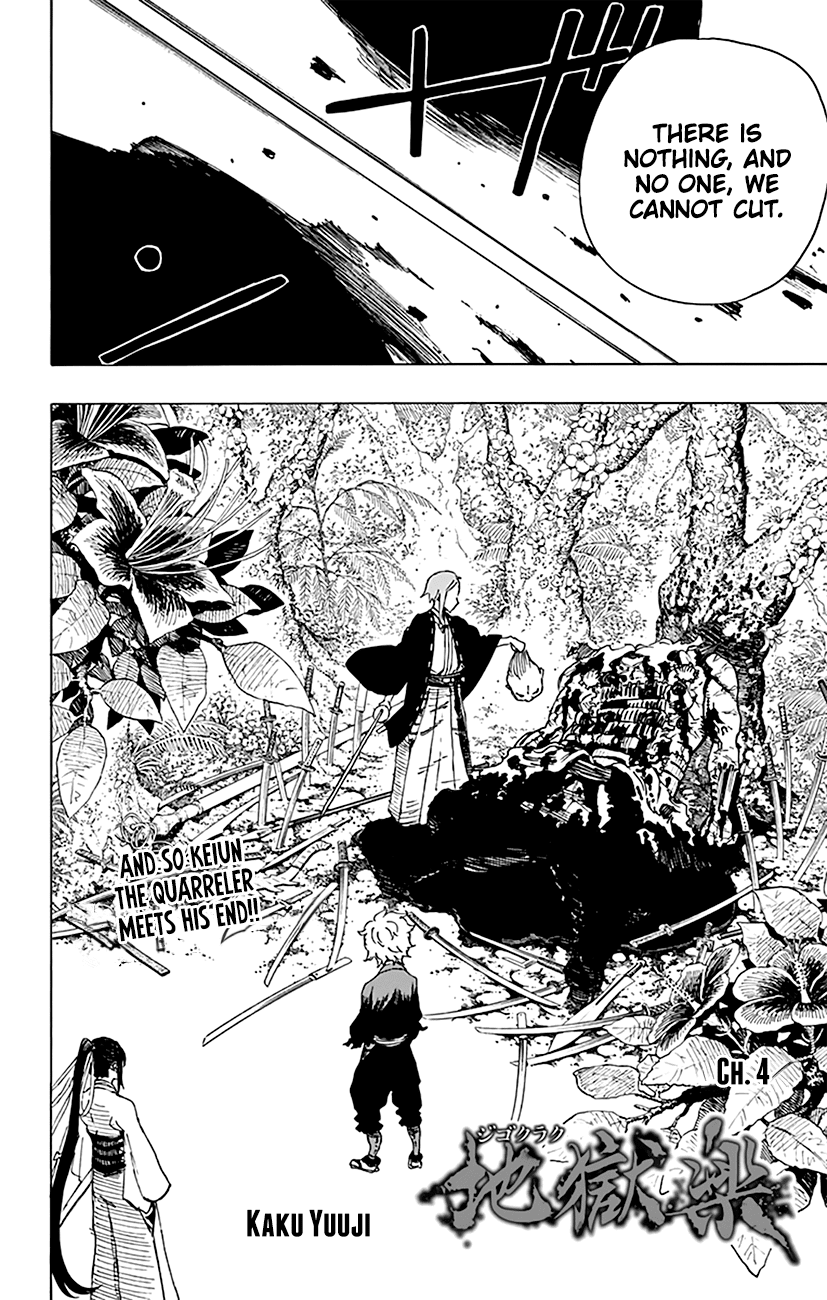 THERE IS
NOTHING, AND
NO ONE, WE
CANNOT CUT.
AND SO KEIUN
THE QUARRELER
MEETS HIS END!!
CH. 4
ジゴクラク
地獄楽
KAKU YUUJI